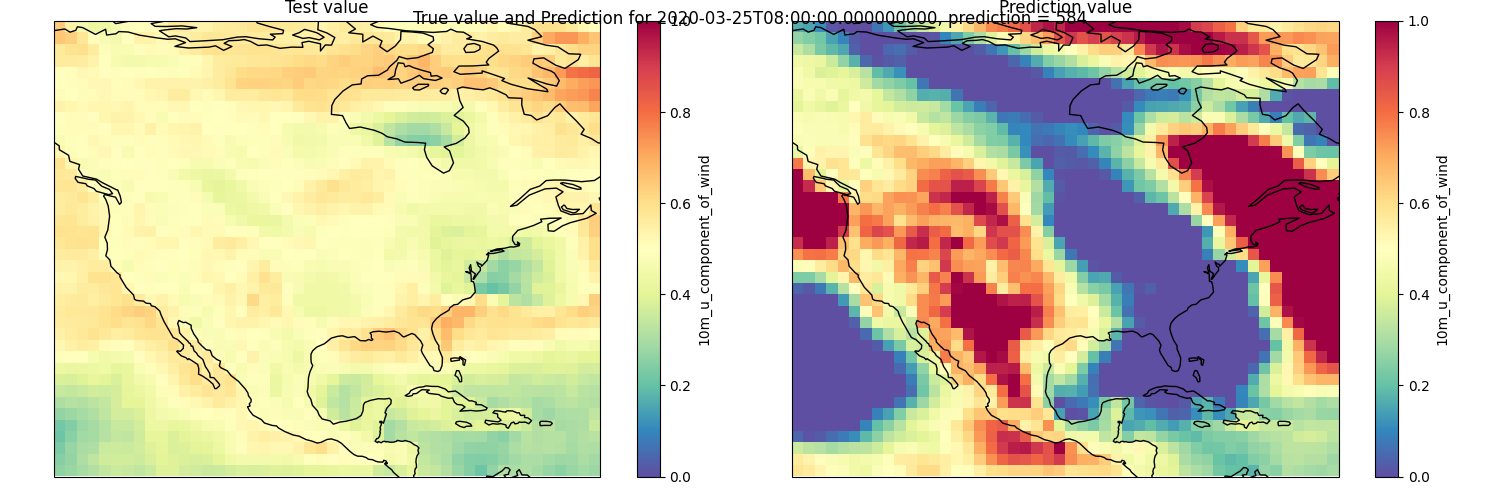 True value and Prediction for 2020-03-25T08:00:00.000000000, prediction = 584
Test value
1.0
0.8
0.6
0.4
0.2
0.0
10m_u_component_of_wind
Prediction value
1.0
0.8
0.6
0.4
0.2
0.0
10m_u_component_of_wind